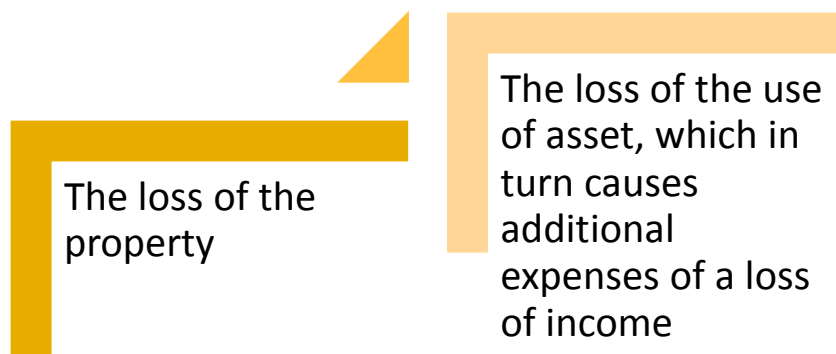 The loss of the
property
The loss of the use
of asset, which in
turn causes
additional
expenses of a loss
of income